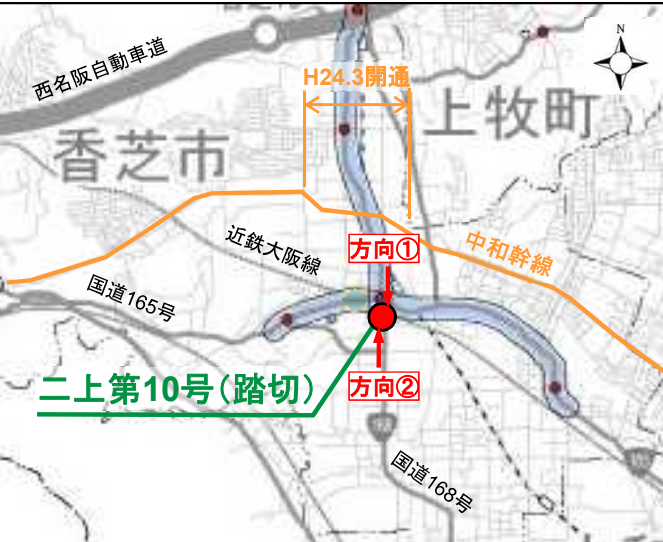 N
西名阪自動車道
H24.3開通
上牧町
香芝市
近鉄大阪線
方向①
中和幹線
国道165号
二上第10号（踏切）
方向②
国道168号